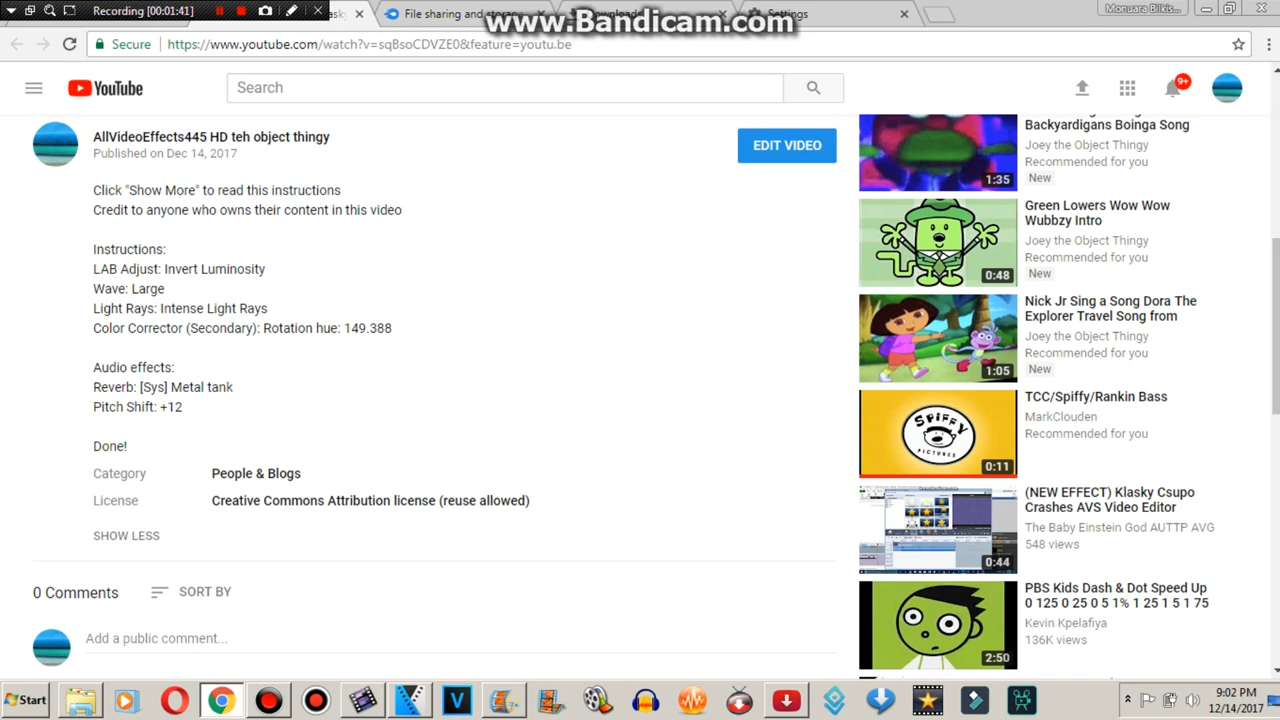 Recording [00:01:41]
www.Bandicam.com
File sharing and stora
Settings
Monuara Bilkis...
Secure https://www.youtube.com/watch?v=sqBsoCDVZE0&feature=youtu.be
YouTube
Search
9+
AllVideoEffects445 HD teh object thingy
Published on Dec 14, 2017
EDIT VIDEO
Click "Show More" to read this instructions
Credit to anyone who owns their content in this video
Instructions:
LAB Adjust: Invert Luminosity
Wave: Large
Light Rays: Intense Light Rays
Color Corrector (Secondary): Rotation hue: 149.388
Audio effects:
Reverb: [Sys] Metal tank
Pitch Shift: +12
Done!
Category People & Blogs
License Creative Commons Attribution license (reuse allowed)
SHOW LESS
0 Comments SORT BY
Add a public comment...
1:35
Backyardigans Boinga Song
Joey the Object Thingy
Recommended for you
New
0:48
Green Lowers Wow Wow
Wubbzy Intro
Joey the Object Thingy
Recommended for you
New
1:05
Nick Jr Sing a Song Dora The
Explorer Travel Song from
Joey the Object Thingy
Recommended for you
New
SPIFFY
PICTURES
0:11
TCC/Spiffy/Rankin Bass
MarkClouden
Recommended for you
0:44
(NEW EFFECT) Klasky Csupo
Crashes AVS Video Editor
The Baby Einstein God AUTTP AVG
548 views
2:50
PBS Kids Dash & Dot Speed Up
0 125 0 25 0 5 1% 1 25 1 5 1 75
Kevin Kpelafiya
136K views
Start
9:02 PM
12/14/2017